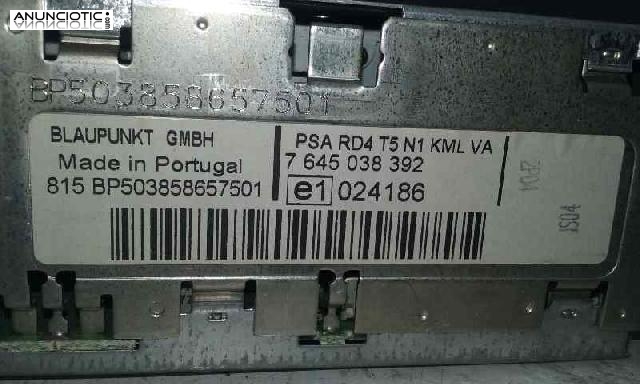 ANUNCIOTIC
BP503858657501
BLAUPUNKT GMBH
Made in Portugal
815 BP503858657501
PSA RD4 T5 N1 KML VA
7 645 038 392
e1 024186